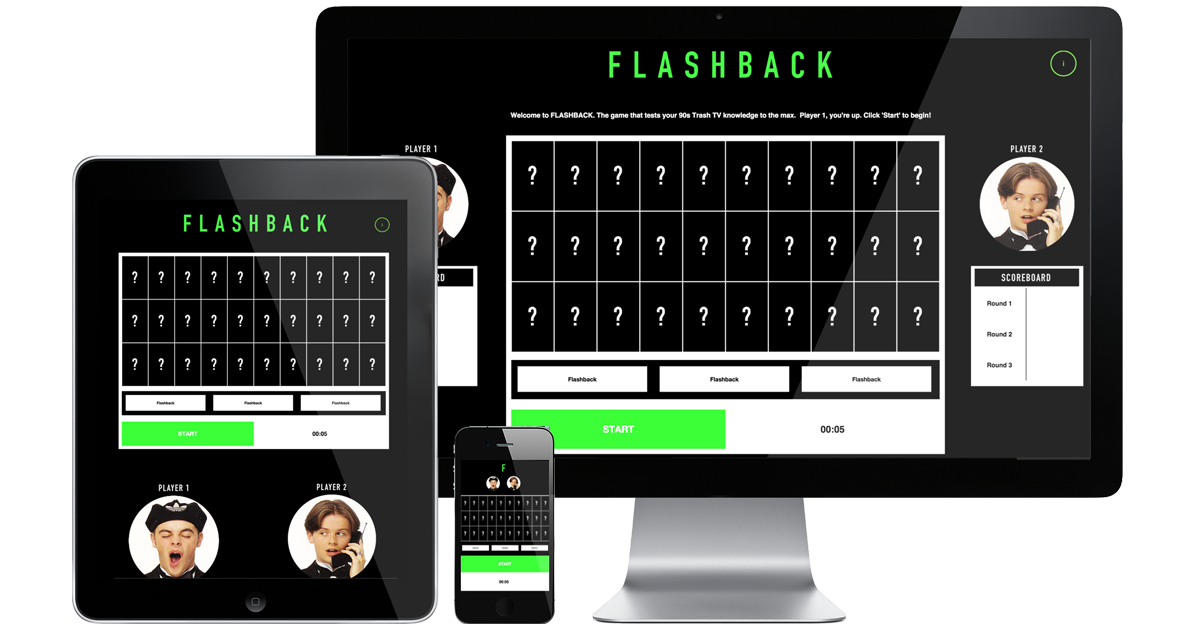 FLASHBACK
i
Welcome to FLASHBACK. The game that tests your 90s Trash TV knowledge to the max. Player 1, you're up. Click 'Start' to begin!
PLAYER 1
PLAYER 2
? ? ? ? ? ? ? ? ? ?
? ? ? ? ? ? ? ? ? ?
? ? ? ? ? ? ? ? ? ?
RD
SCOREBOARD
Round 1
Round 2
Round 3
Flashback Flashback Flashback
START 00:05
FLASHBACK
i
? ? ? ? ? ? ? ? ? ?
? ? ? ? ? ? ? ? ? ?
? ? ? ? ? ? ? ? ? ?
Flashback Flashback Flashback
START 00:05
PLAYER 1 PLAYER 2
F
? ? ? ? ? ? ? ? ? ?
? ? ? ? ? ? ? ? ? ?
? ? ? ? ? ? ? ? ? ?
START
00:05